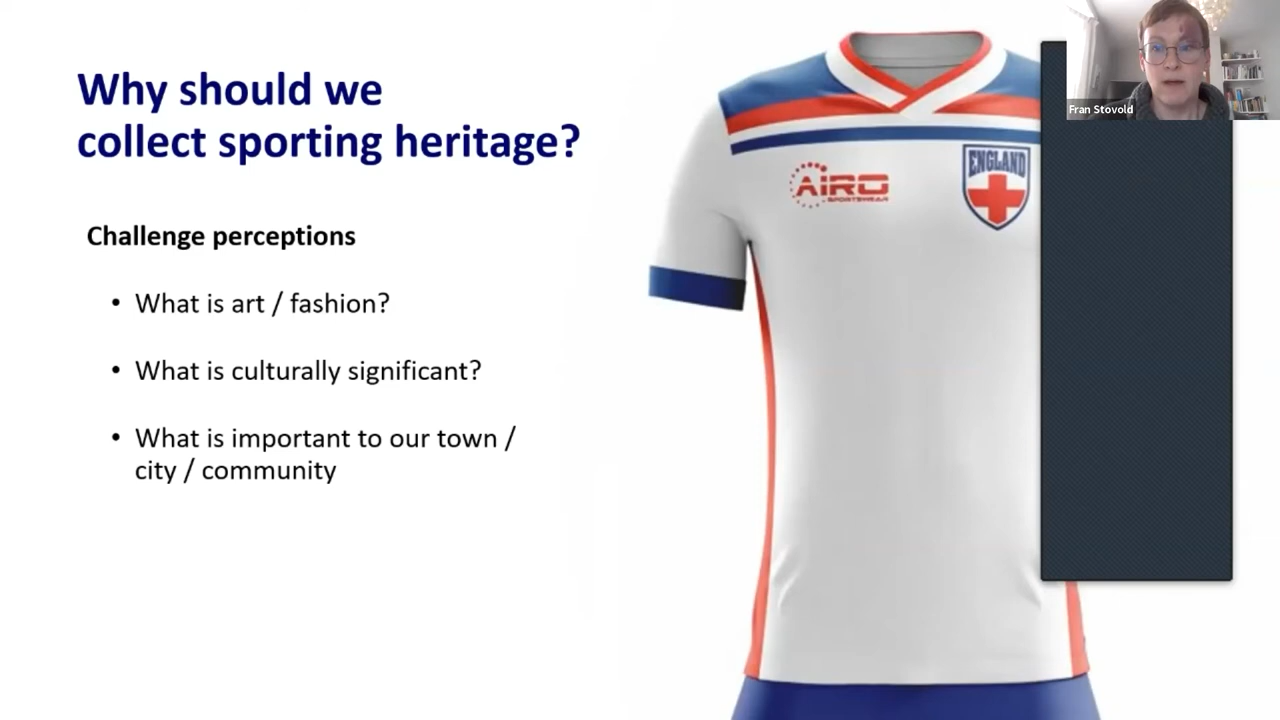 Why should we
collect sporting heritage?
Challenge perceptions
• What is art / fashion?
• What is culturally significant?
• What is important to our town /
city / community
AIRO
SPORTSWEAR
ENGLAND
Fran Stovold